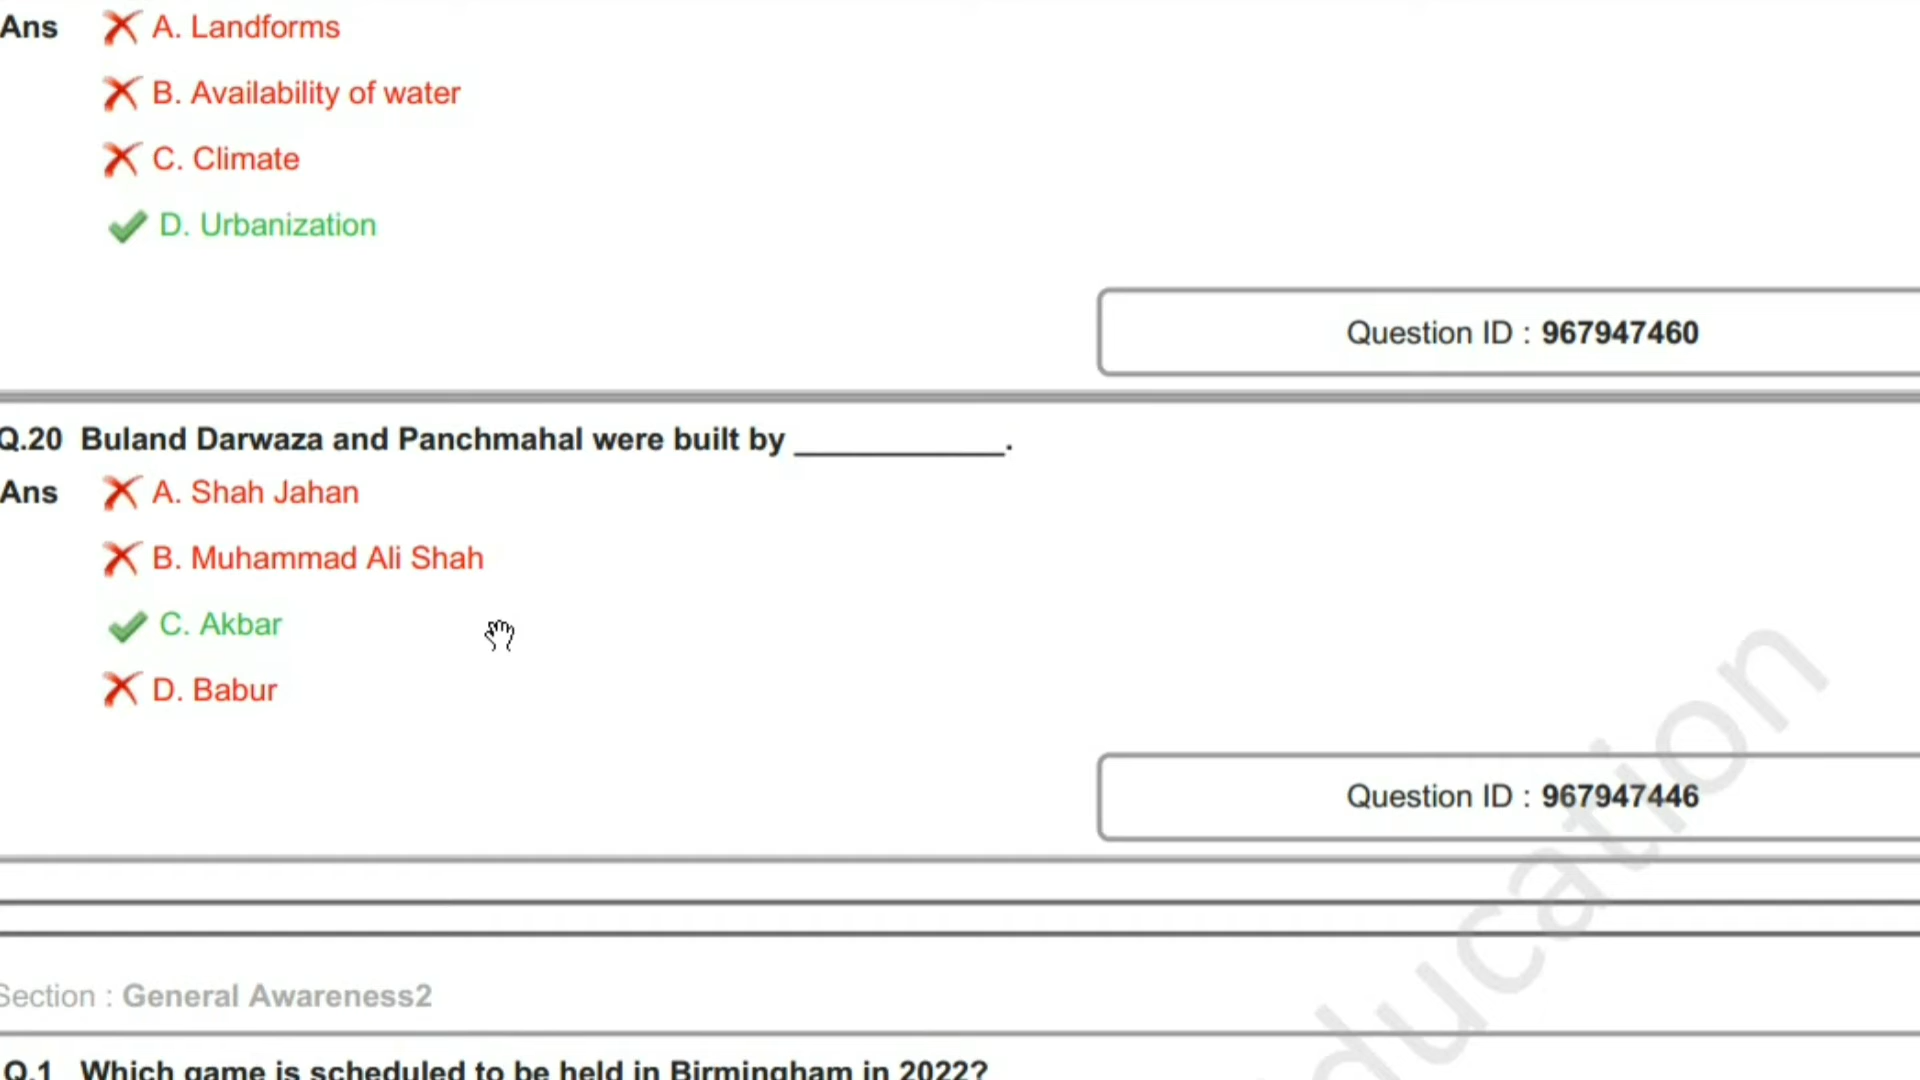 Ans A. Landforms
B. Availability of water
C. Climate
D. Urbanization
Question ID : 967947460
Q.20 Buland Darwaza and Panchmahal were built by ____________.
Ans A. Shah Jahan
B. Muhammad Ali Shah
C. Akbar
D. Babur
Question ID : 967947446
Section : General Awareness2
Q.1 Which game is scheduled to be held in Birmingham in 2022?
ducation